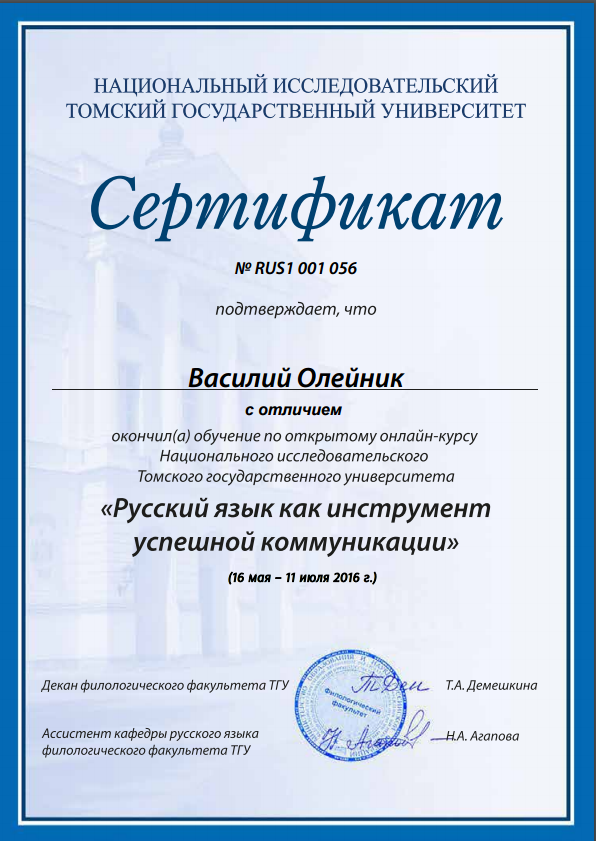 НАЦИОНАЛЬНЫЙ ИССЛЕДОВАТЕЛЬСКИЙ
ТОМСКИЙ ГОСУДАРСТВЕННЫЙ УНИВЕРСИТЕТ
Сертификат
№ RUS1 001 056
подтверждает, что
Василий Олейник
с отличием
окончил(а) обучение по открытому онлайн-курсу
Национального исследовательского
Томского государственного университета
«Русский язык как инструмент
успешной коммуникации»
(16 мая – 11 июля 2016 г.)
Декан филологического факультета ТГУ
Т.А. Демешкина
Филологический
факультет
Ассистент кафедры русского языка
филологического факультета ТГУ
Н.А. Агапова